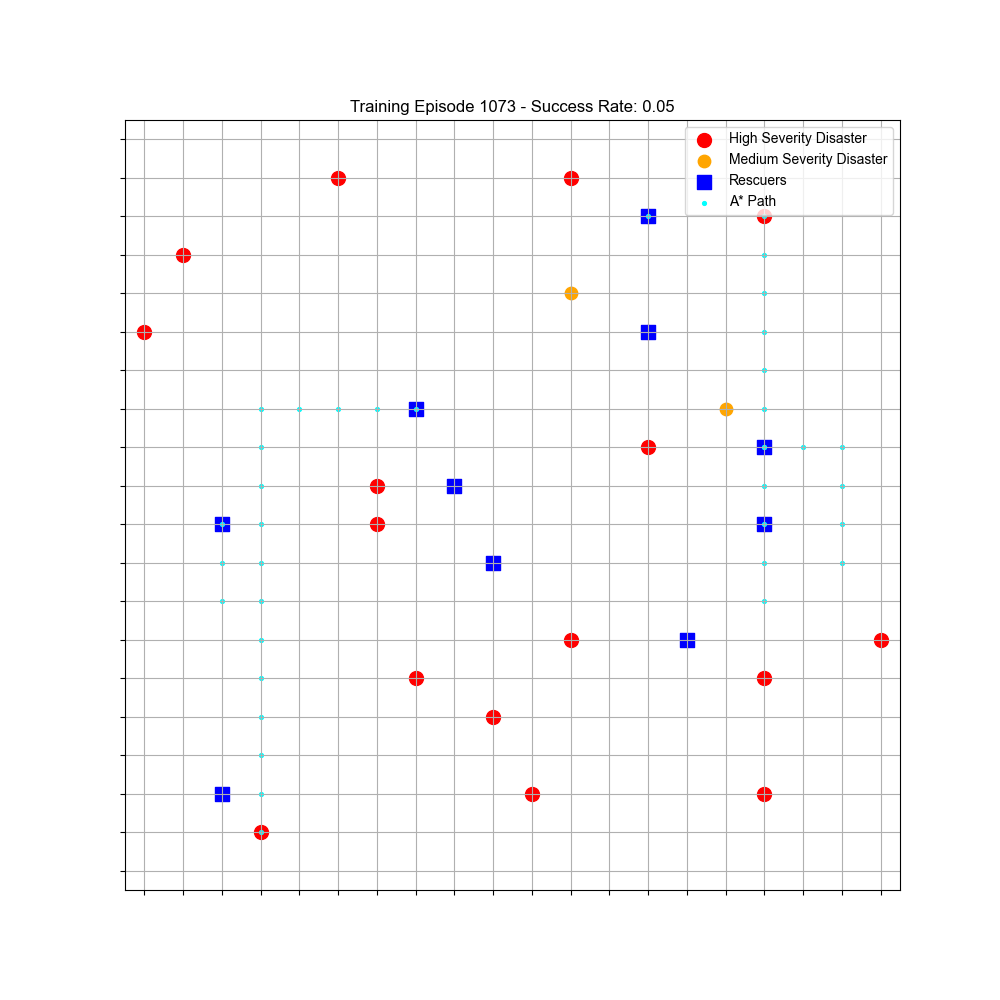 Training Episode 1073 - Success Rate: 0.05
High Severity Disaster
Medium Severity Disaster
Rescuers
A* Path